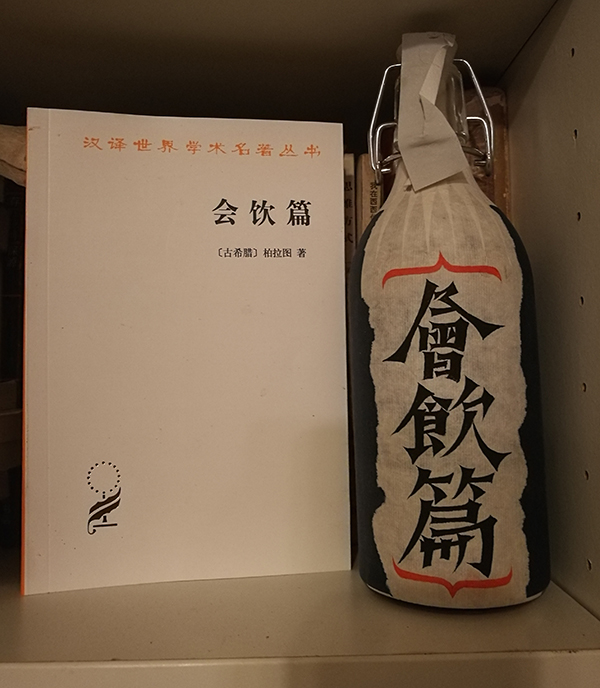 汉译世界学术名著丛书
会饮篇
〔古希腊〕柏拉图 著
會飲篇